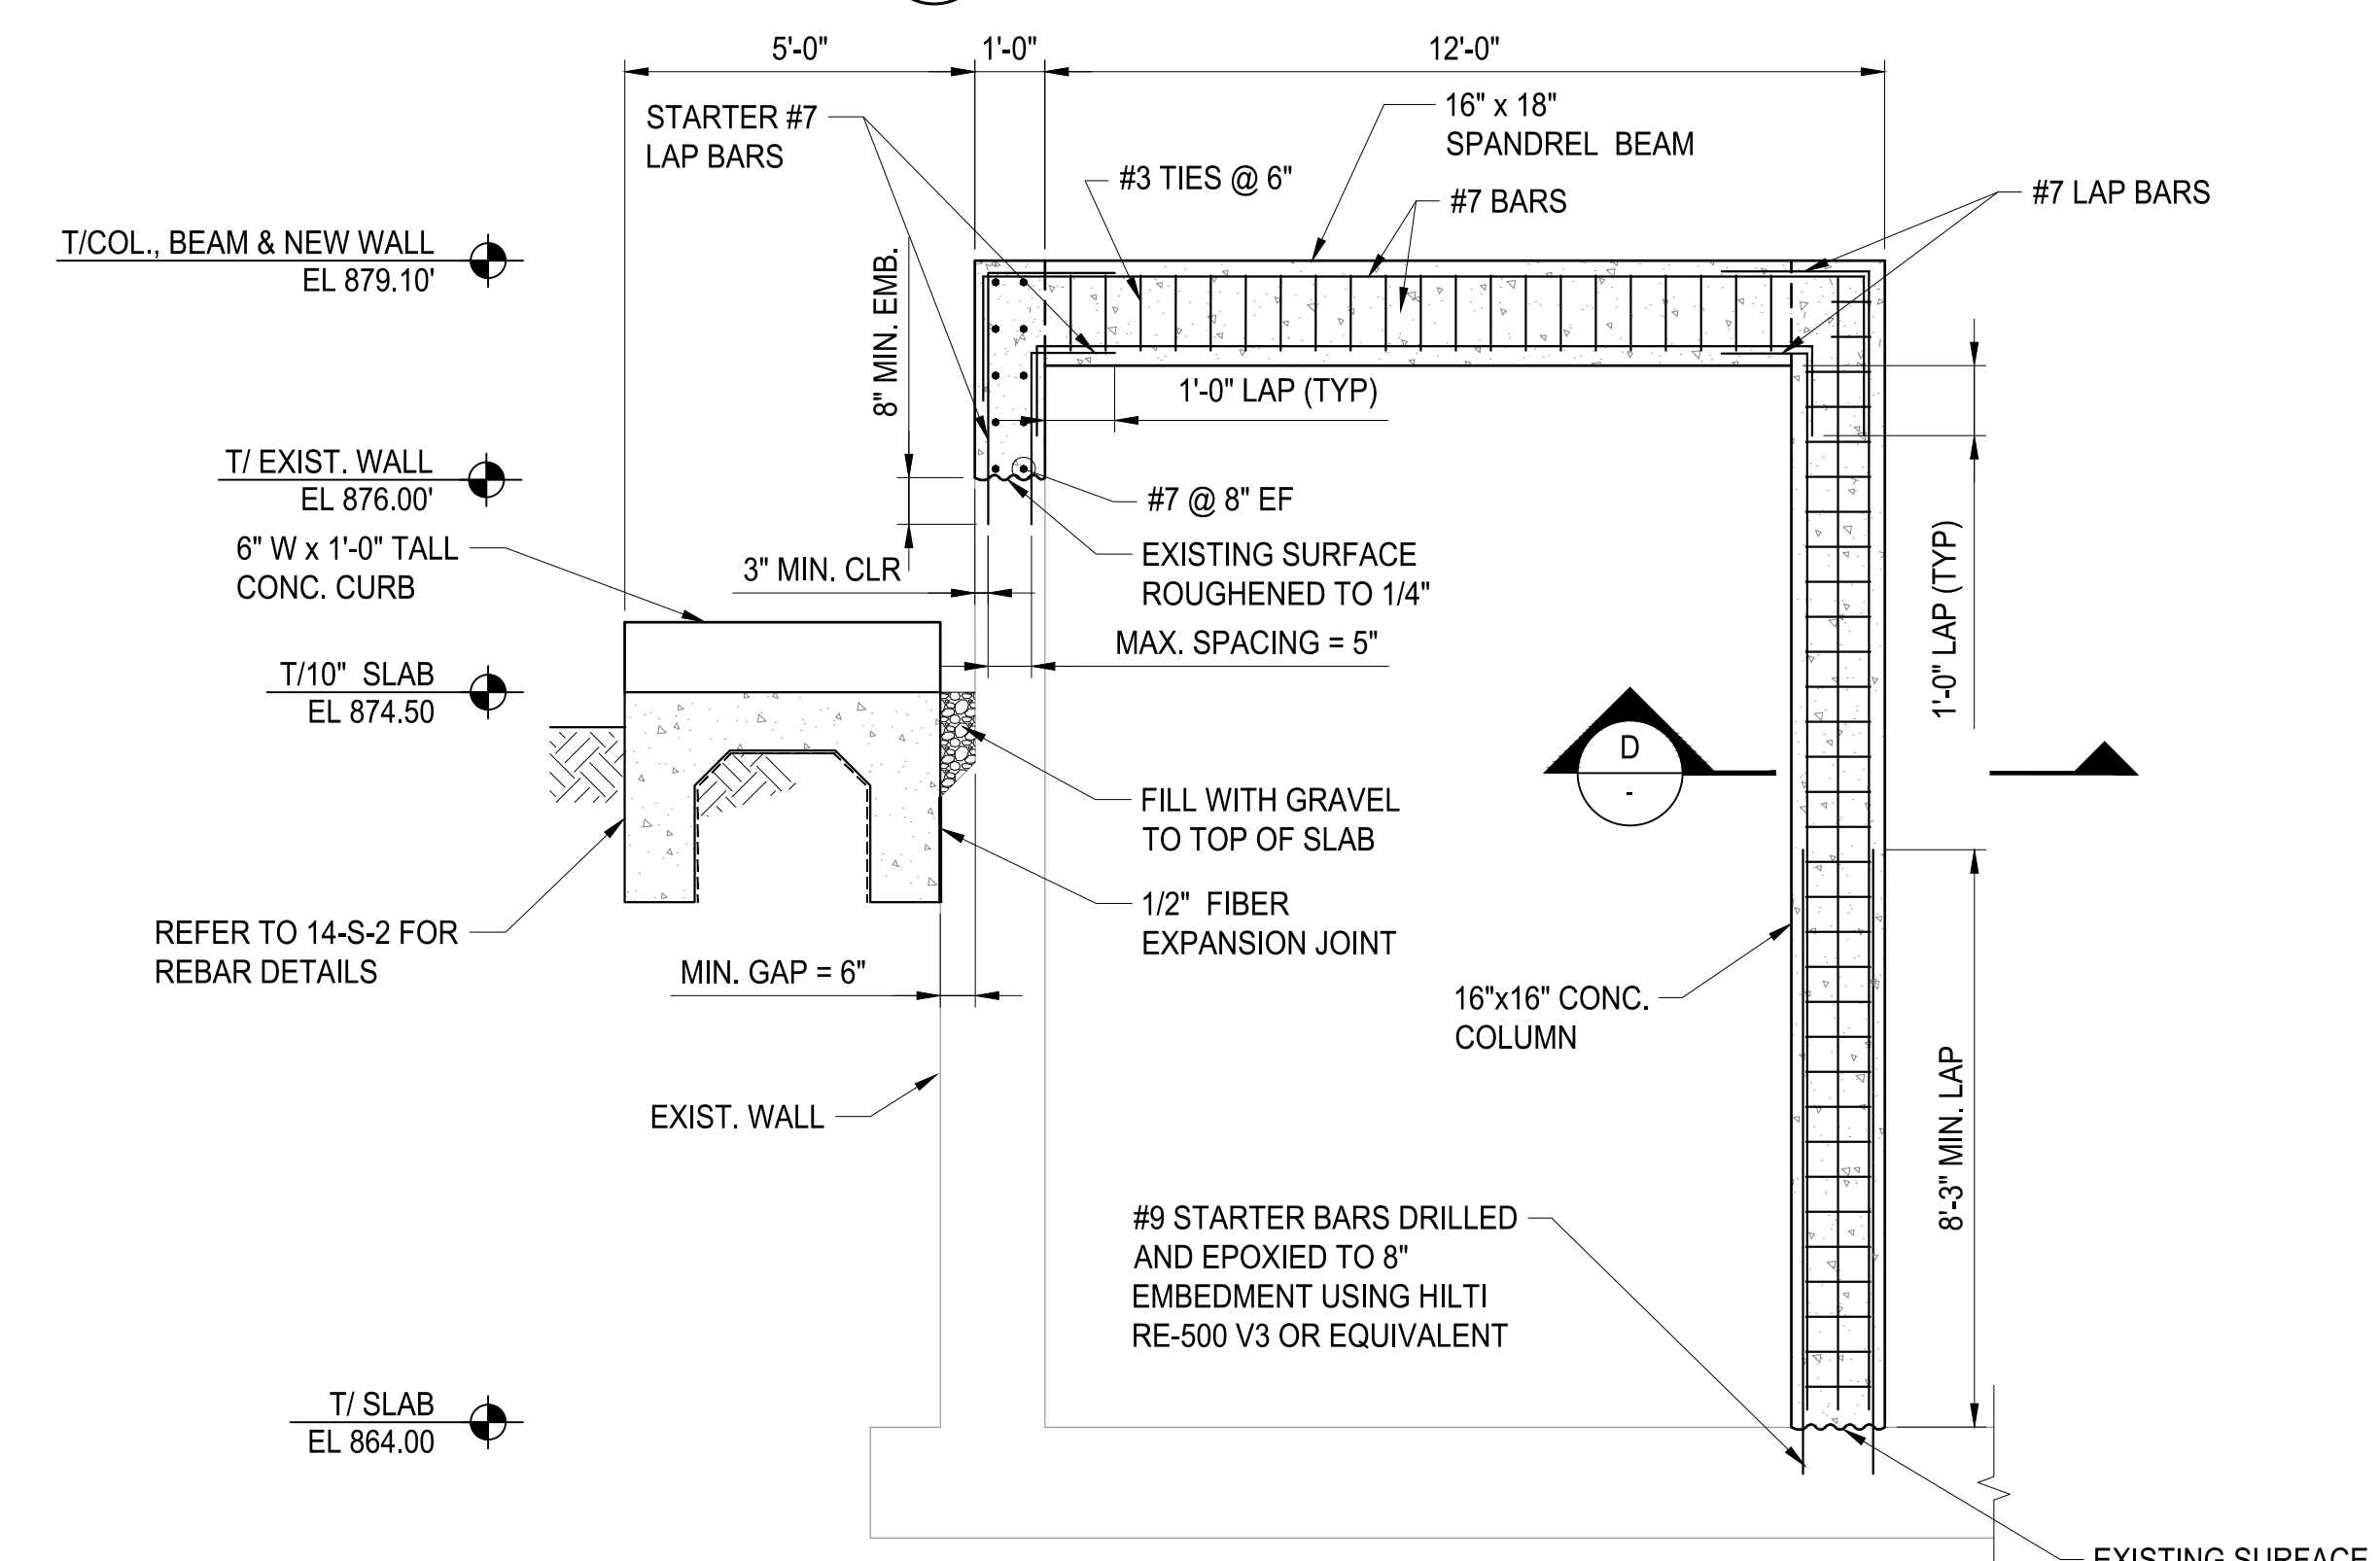 5'-0"
1'-0"
12'-0"
STARTER #7
LAP BARS
16" x 18"
SPANDREL BEAM
#3 TIES @ 6"
#7 BARS
#7 LAP BARS
T/COL., BEAM & NEW WALL
EL 879.10'
8" MIN. EMB.
1'-0" LAP (TYP)
T/ EXIST. WALL
EL 876.00'
#7 @ 8" EF
6" W x 1'-0" TALL
CONC. CURB
3" MIN. CLR
EXISTING SURFACE
ROUGHENED TO 1/4"
MAX. SPACING = 5"
1'-0" LAP (TYP)
T/10" SLAB
EL 874.50
D
-
FILL WITH GRAVEL
TO TOP OF SLAB
1/2" FIBER
EXPANSION JOINT
REFER TO 14-S-2 FOR
REBAR DETAILS
MIN. GAP = 6"
16"x16" CONC.
COLUMN
EXIST. WALL
8'-3" MIN. LAP
#9 STARTER BARS DRILLED
AND EPOXIED TO 8"
EMBEDMENT USING HILTI
RE-500 V3 OR EQUIVALENT
T/ SLAB
EL 864.00
EXISTING SURFACE